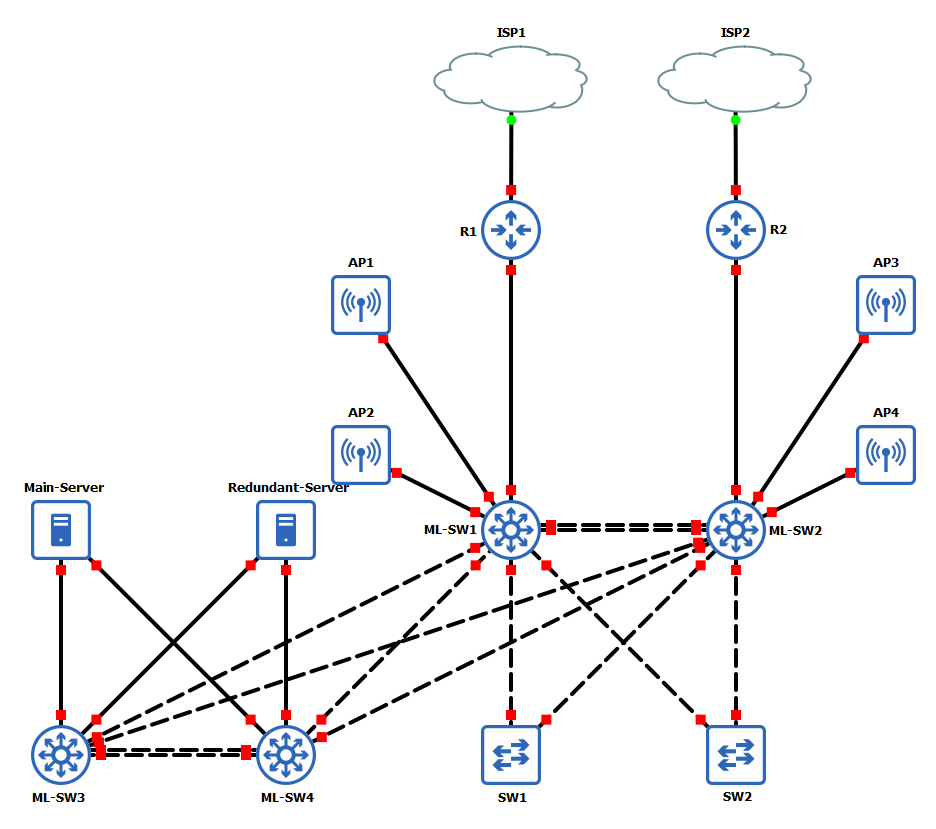 ISP1
ISP2
R1
R2
AP1
AP3
AP2
AP4
Main-Server
Redundant-Server
ML-SW1
ML-SW2
ML-SW3
ML-SW4
SW1
SW2